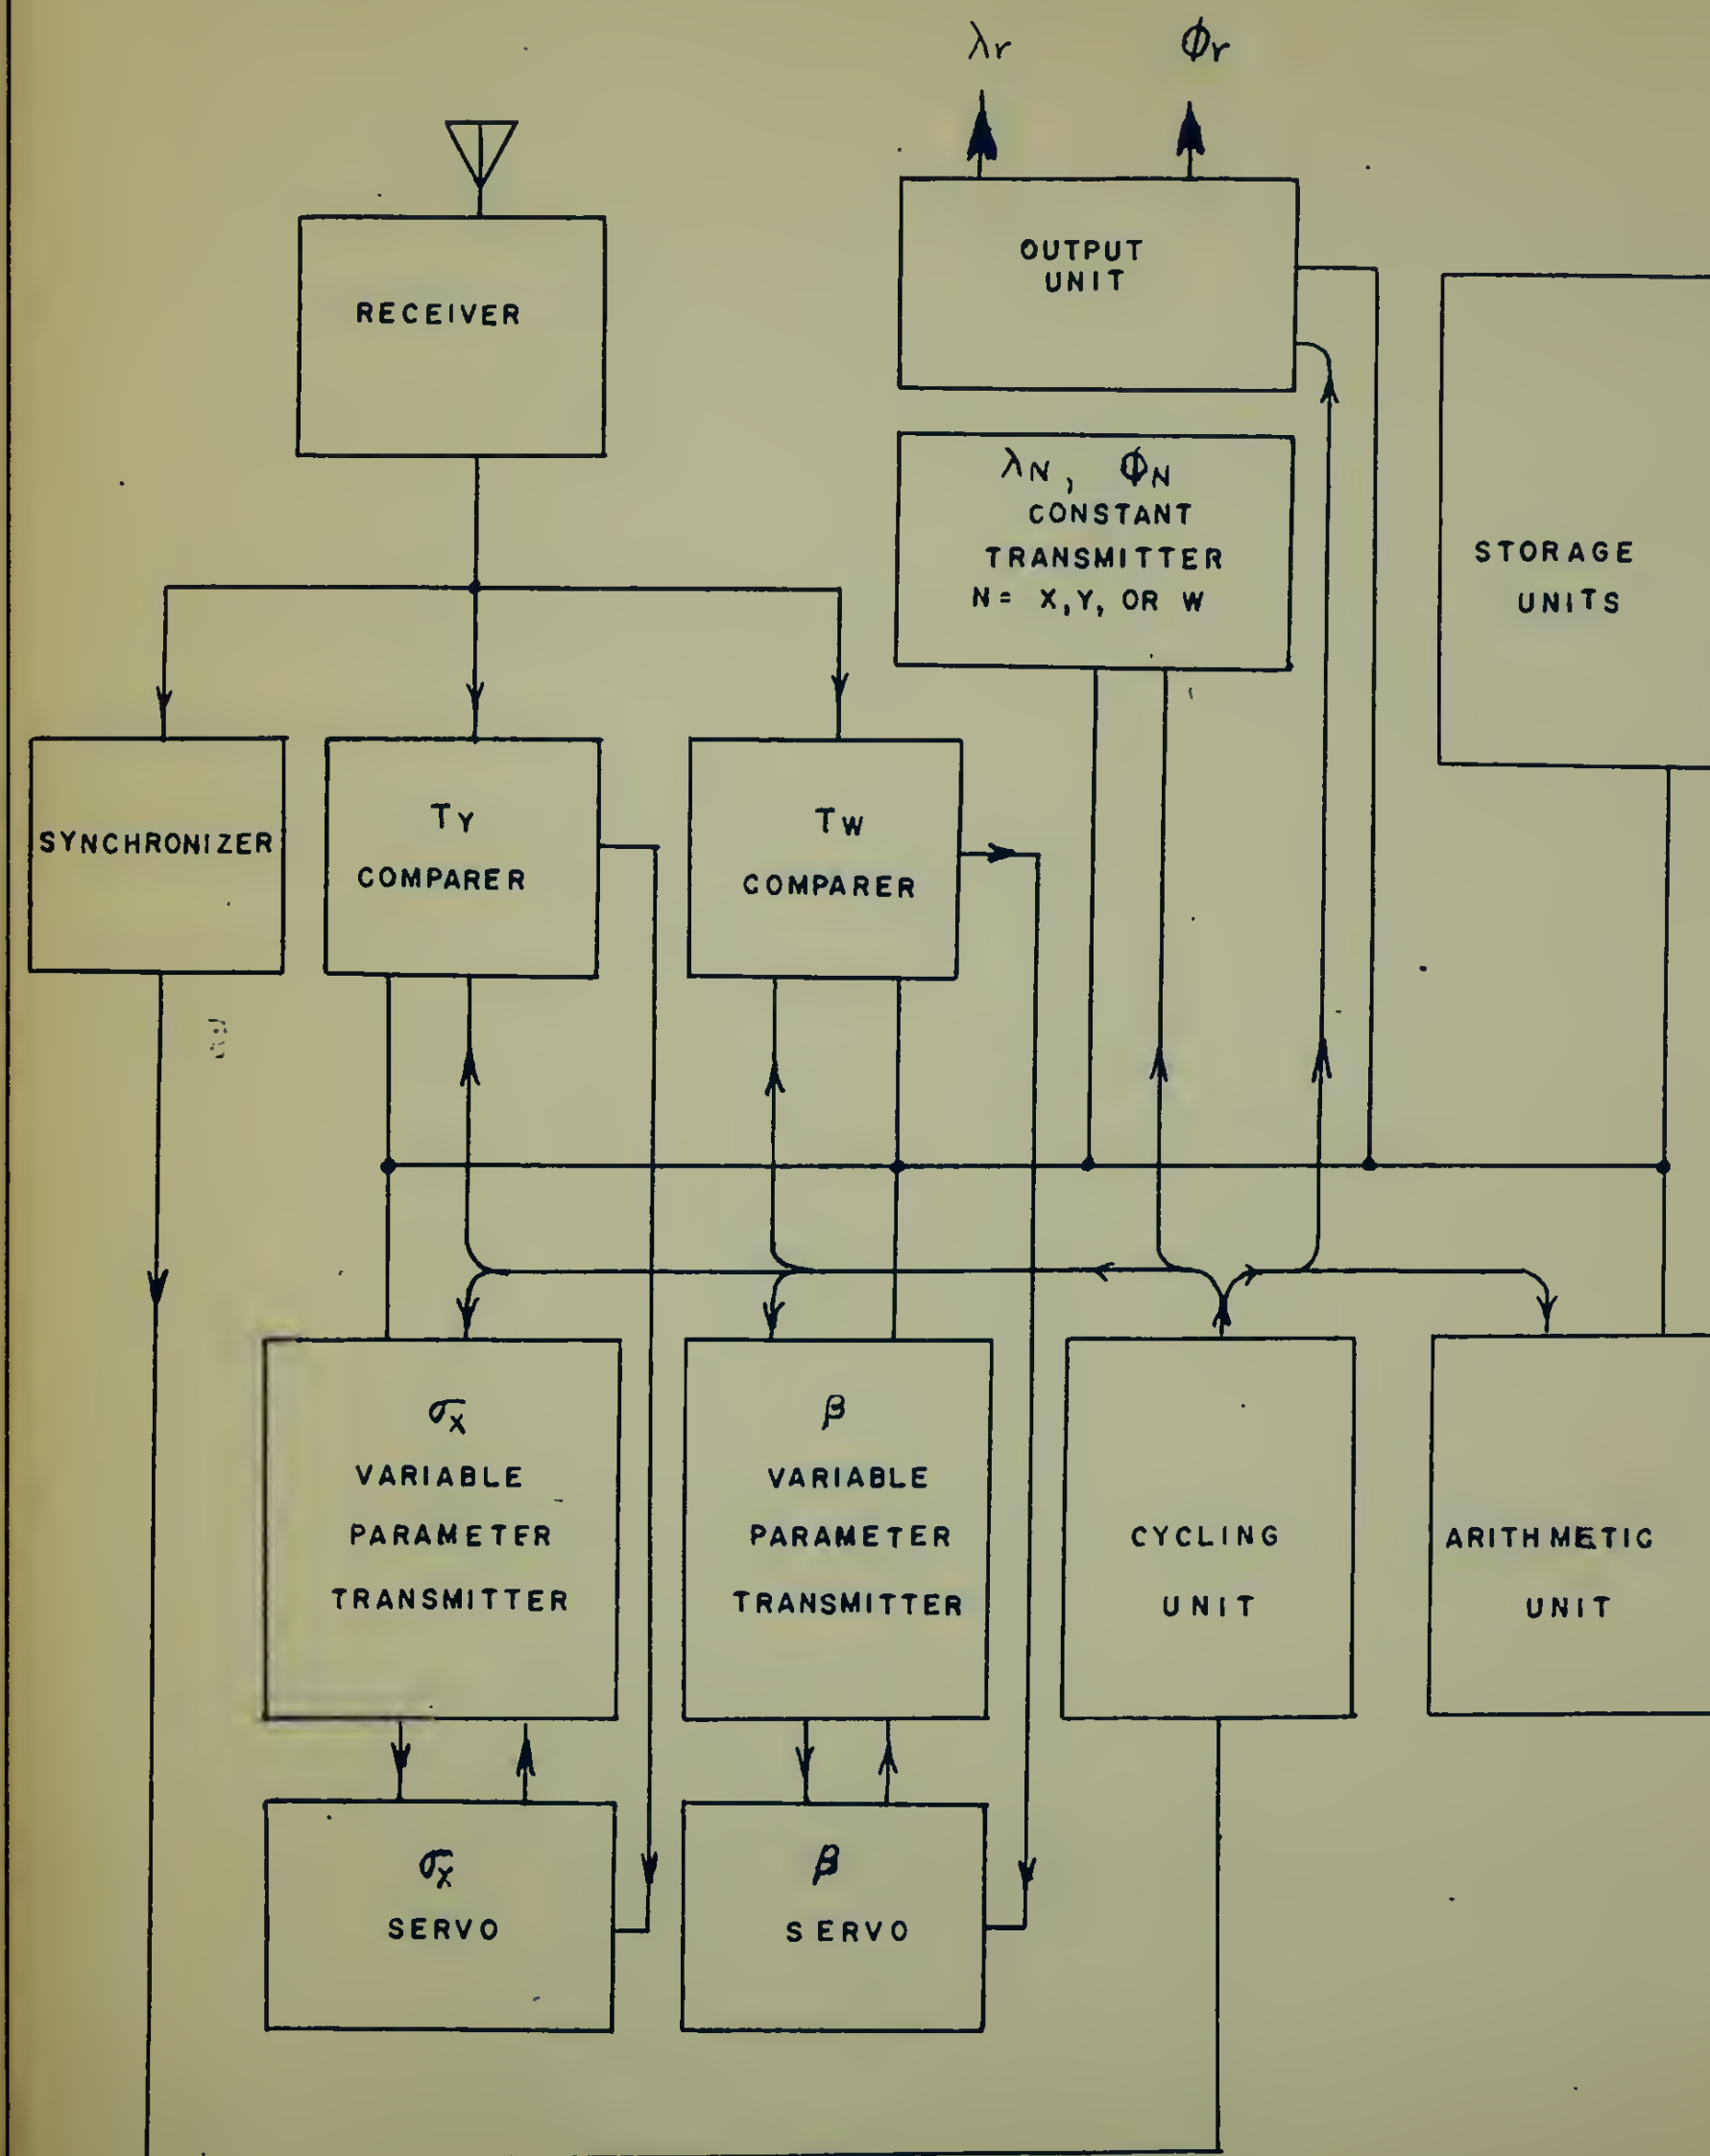 λr
ϕr
RECEIVER
OUTPUT
UNIT
λN, ΦN
CONSTANT
TRANSMITTER
N = X, Y, OR W
STORAGE
UNITS
SYNCHRONIZER
TY
COMPARER
TW
COMPARER
σx
VARIABLE
PARAMETER
TRANSMITTER
β
VARIABLE
PARAMETER
TRANSMITTER
CYCLING
UNIT
ARITHMETIC
UNIT
σx
SERVO
β
SERVO